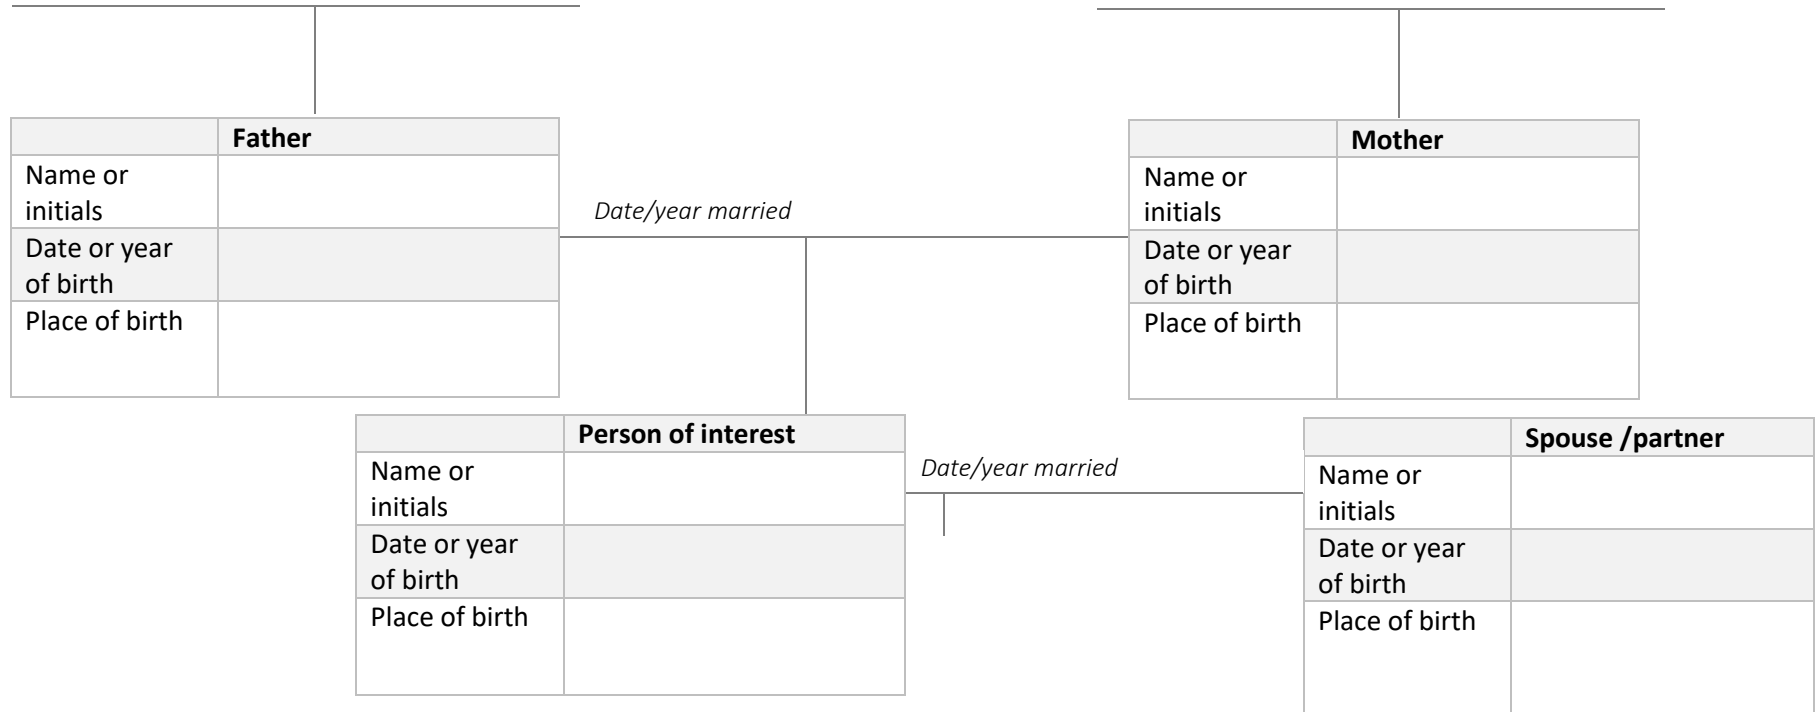 Father
Name or
initials
Date or year
of birth
Place of birth
Date/year married
Mother
Name or
initials
Date or year
of birth
Place of birth
Person of interest
Name or
initials
Date or year
of birth
Place of birth
Date/year married
Spouse /partner
Name or
initials
Date or year
of birth
Place of birth